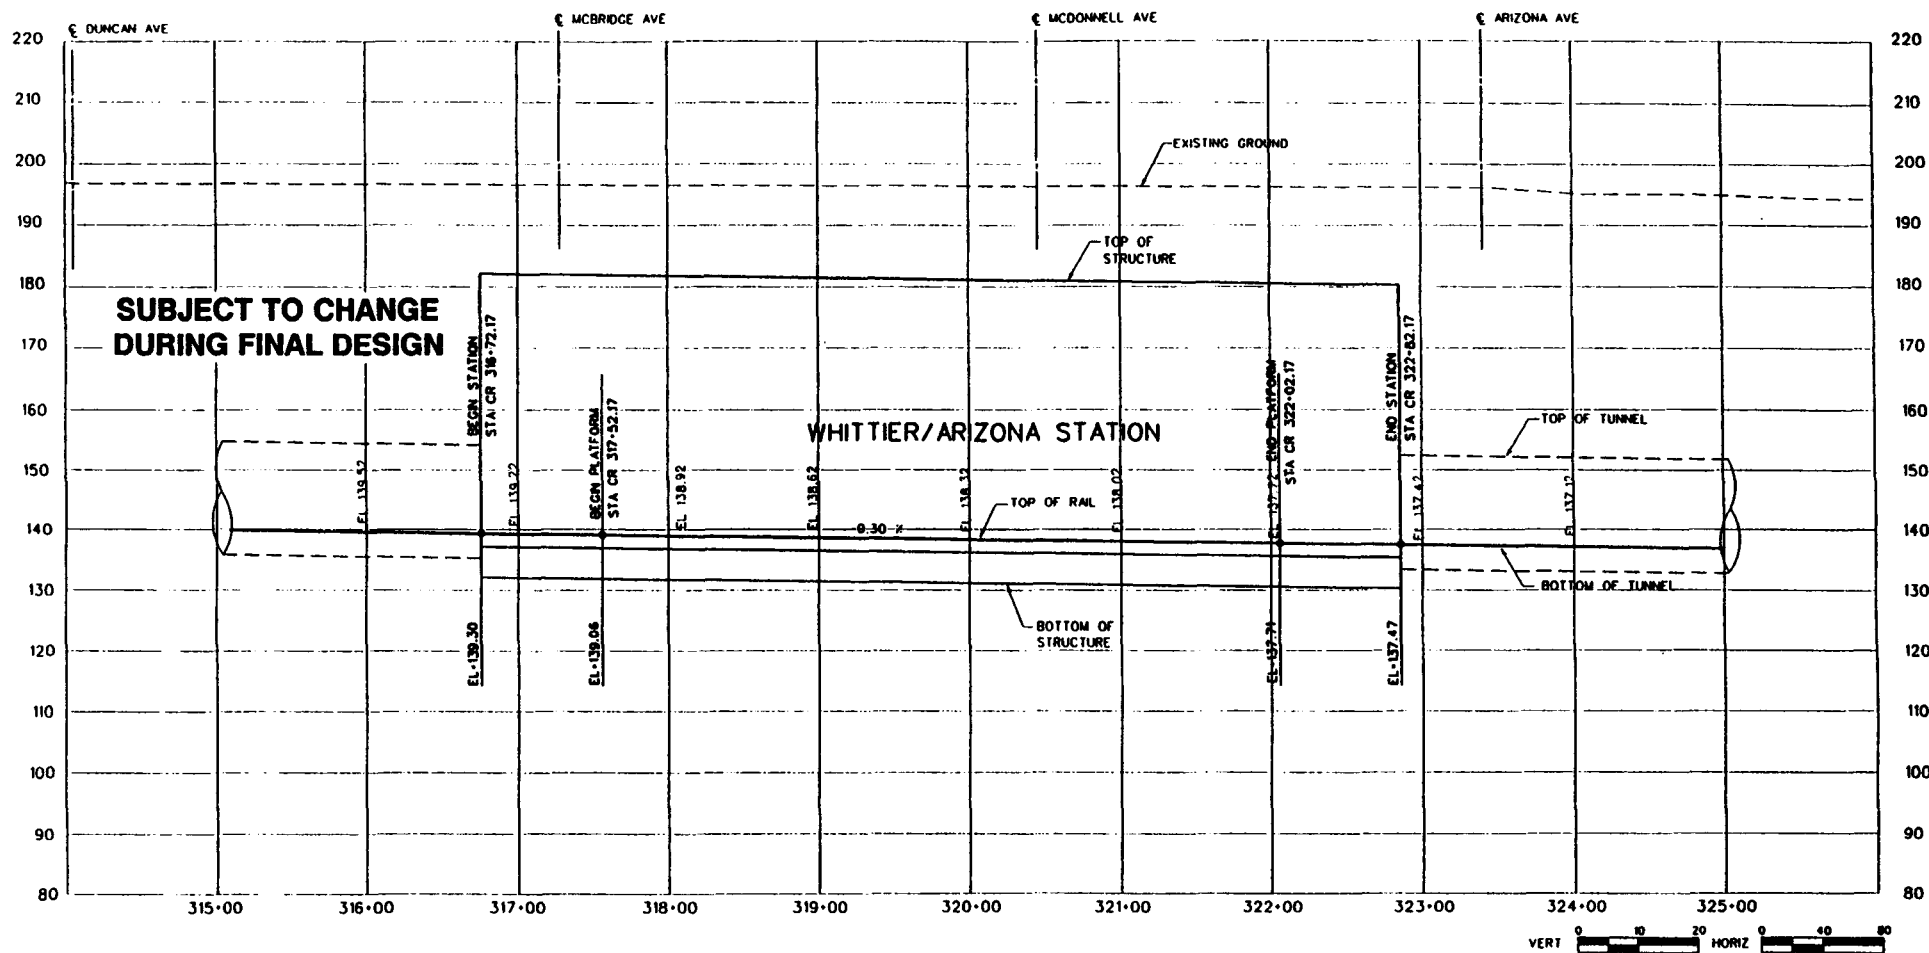 ℄ DUNCAN AVE
℄ MCBRIDGE AVE
℄ MCDONNELL AVE
℄ ARIZONA AVE
220 220
210 210
200 200
190 190
180 180
170 170
160 160
150 150
140 140
130 130
120 120
110 110
100 100
90 90
80 80
EXISTING GROUND
TOP OF
STRUCTURE
SUBJECT TO CHANGE
DURING FINAL DESIGN
BEGIN STATION
STA CR 316+72.17
BEGIN PLATFORM
STA CR 317+52.17
WHITTIER/ARIZONA STATION
END PLATFORM
STA CR 322+02.17
END STATION
STA CR 322+82.17
TOP OF TUNNEL
EL 139.52
EL 139.22
EL 138.92
EL 138.62
EL 138.32
EL 138.02
EL 137.72
EL 137.42
EL 137.12
TOP OF RAIL
-0.30 %
BOTTOM OF TUNNEL
BOTTOM OF
STRUCTURE
EL=139.30
EL=139.06
EL=137.71
EL=137.47
315+00 316+00 317+00 318+00 319+00 320+00 321+00 322+00 323+00 324+00 325+00
VERT 0 10 20 HORIZ 0 40 80